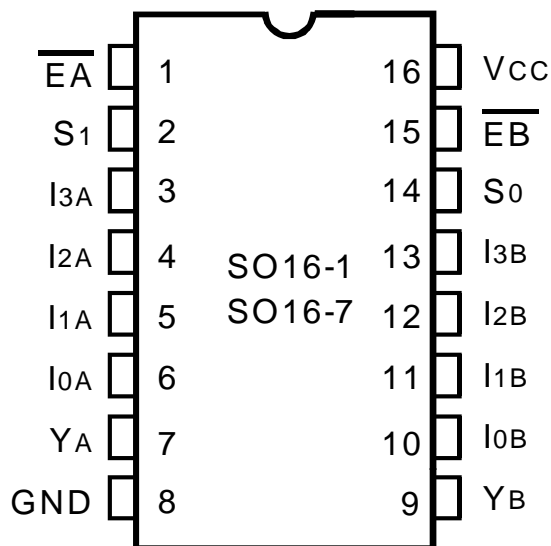 EA 1 16 VCC
S1 2 15 EB
I3A 3 14 S0
I2A 4 13 I3B
SO16-1
I1A 5 12 I2B
SO16-7
I0A 6 11 I1B
YA 7 10 I0B
GND 8 9 YB